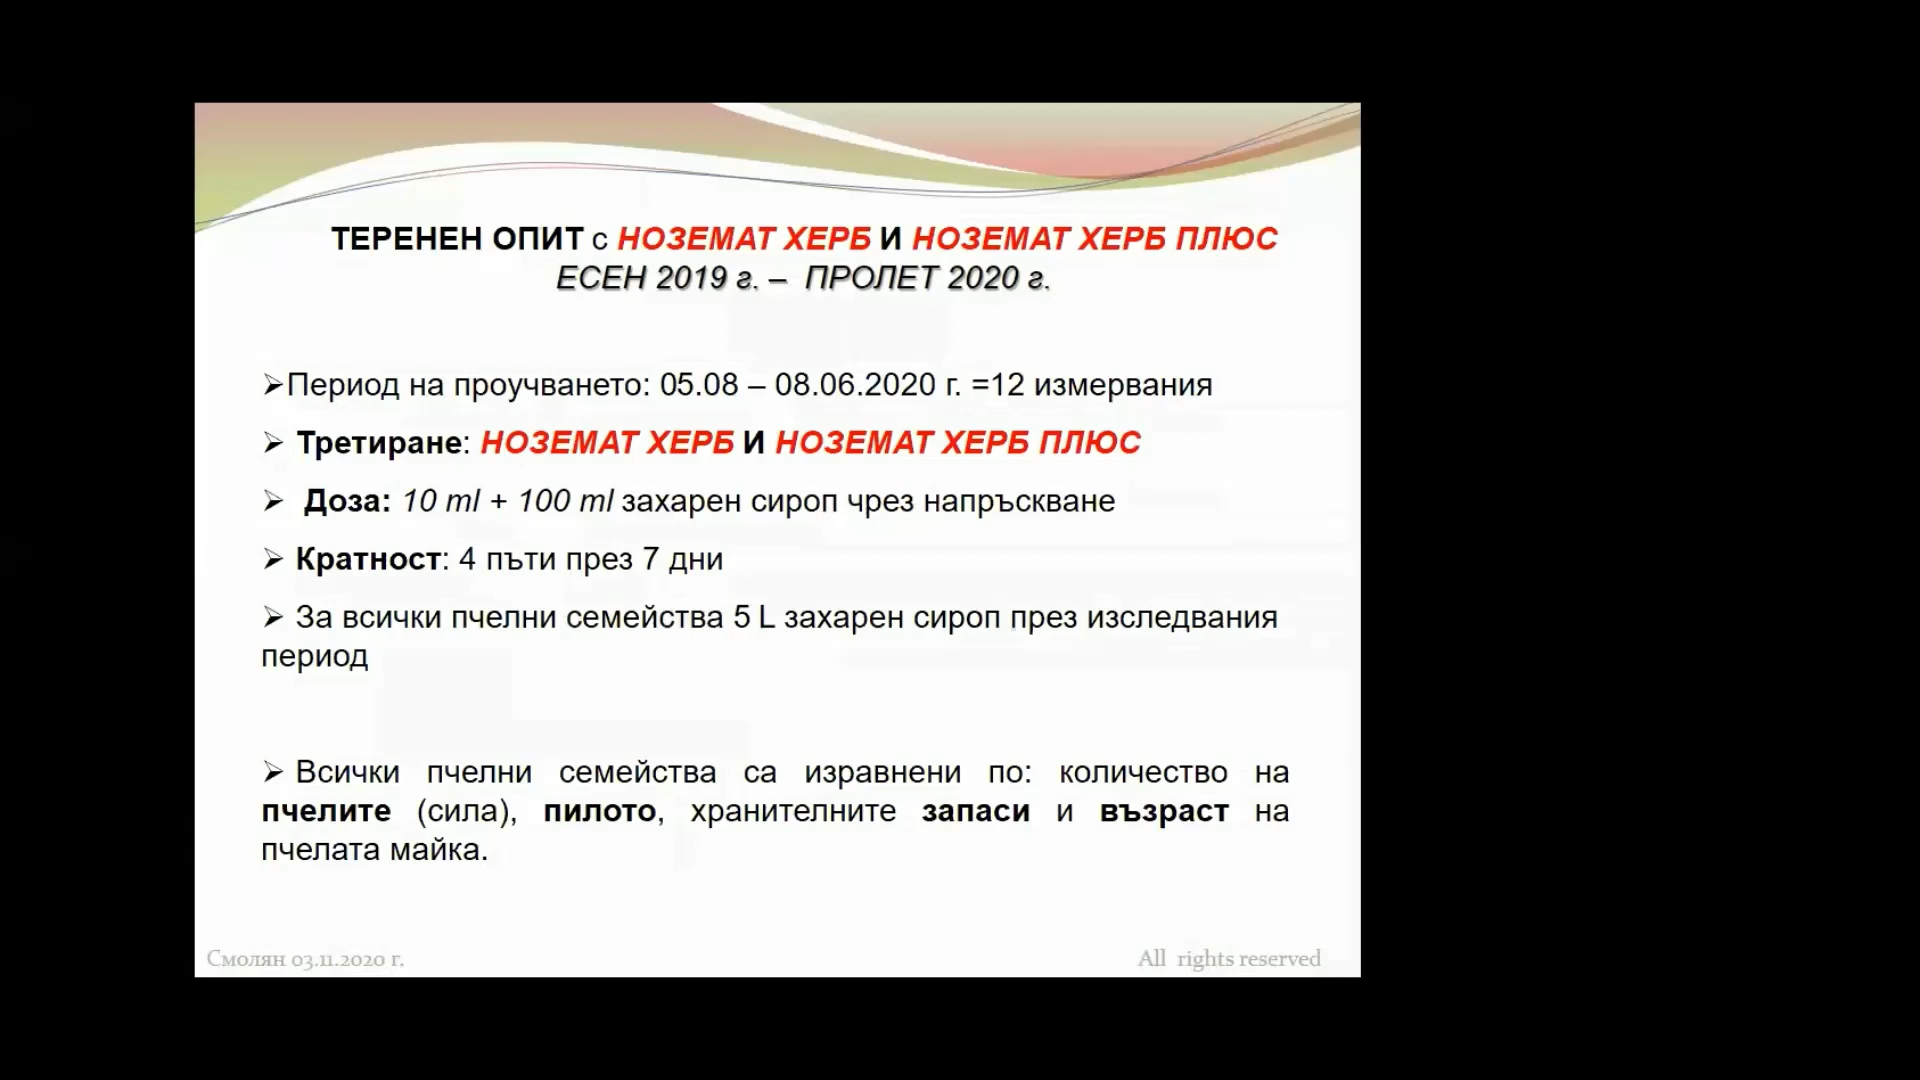 ТЕРЕНЕН ОПИТ с НОЗЕМАТ ХЕРБ И НОЗЕМАТ ХЕРБ ПЛЮС
ЕСЕН 2019 г. – ПРОЛЕТ 2020 г.
➢Период на проучването: 05.08 – 08.06.2020 г. =12 измервания
➢ Третиране: НОЗЕМАТ ХЕРБ И НОЗЕМАТ ХЕРБ ПЛЮС
➢ Доза: 10 ml + 100 ml захарен сироп чрез напръскване
➢ Кратност: 4 пъти през 7 дни
➢ За всички пчелни семейства 5 L захарен сироп през изследвания
период
➢ Всички пчелни семейства са изравнени по: количество на
пчелите (сила), пилото, хранителните запаси и възраст на
пчелата майка.
Смолян 03.11.2020 г.
All rights reserved